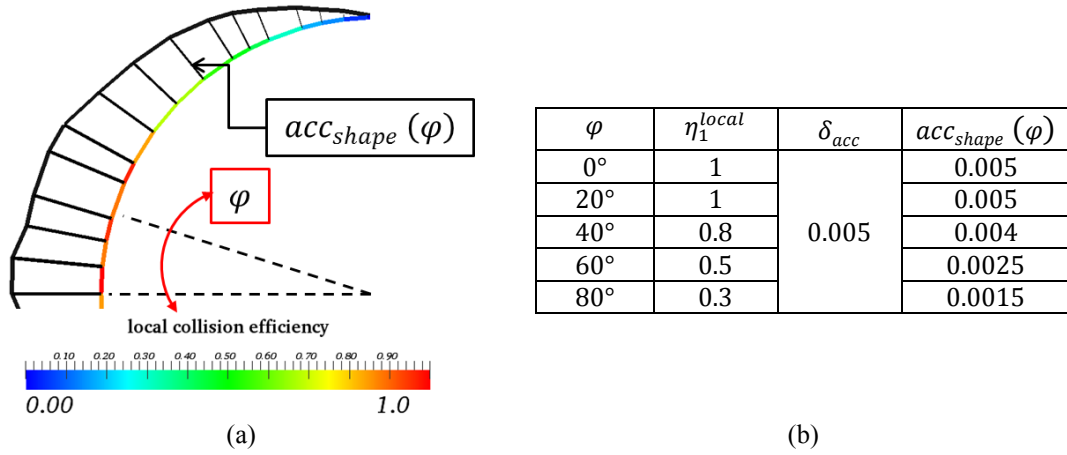 acc_shape (φ)
φ
local collision efficiency
0.10 0.20 0.30 0.40 0.50 0.60 0.70 0.80 0.90
0.00 1.0
(a)
φ η₁^local δ_acc acc_shape (φ)
0° 1 0.005
20° 1 0.005
40° 0.8 0.005 0.004
60° 0.5 0.0025
80° 0.3 0.0015
(b)